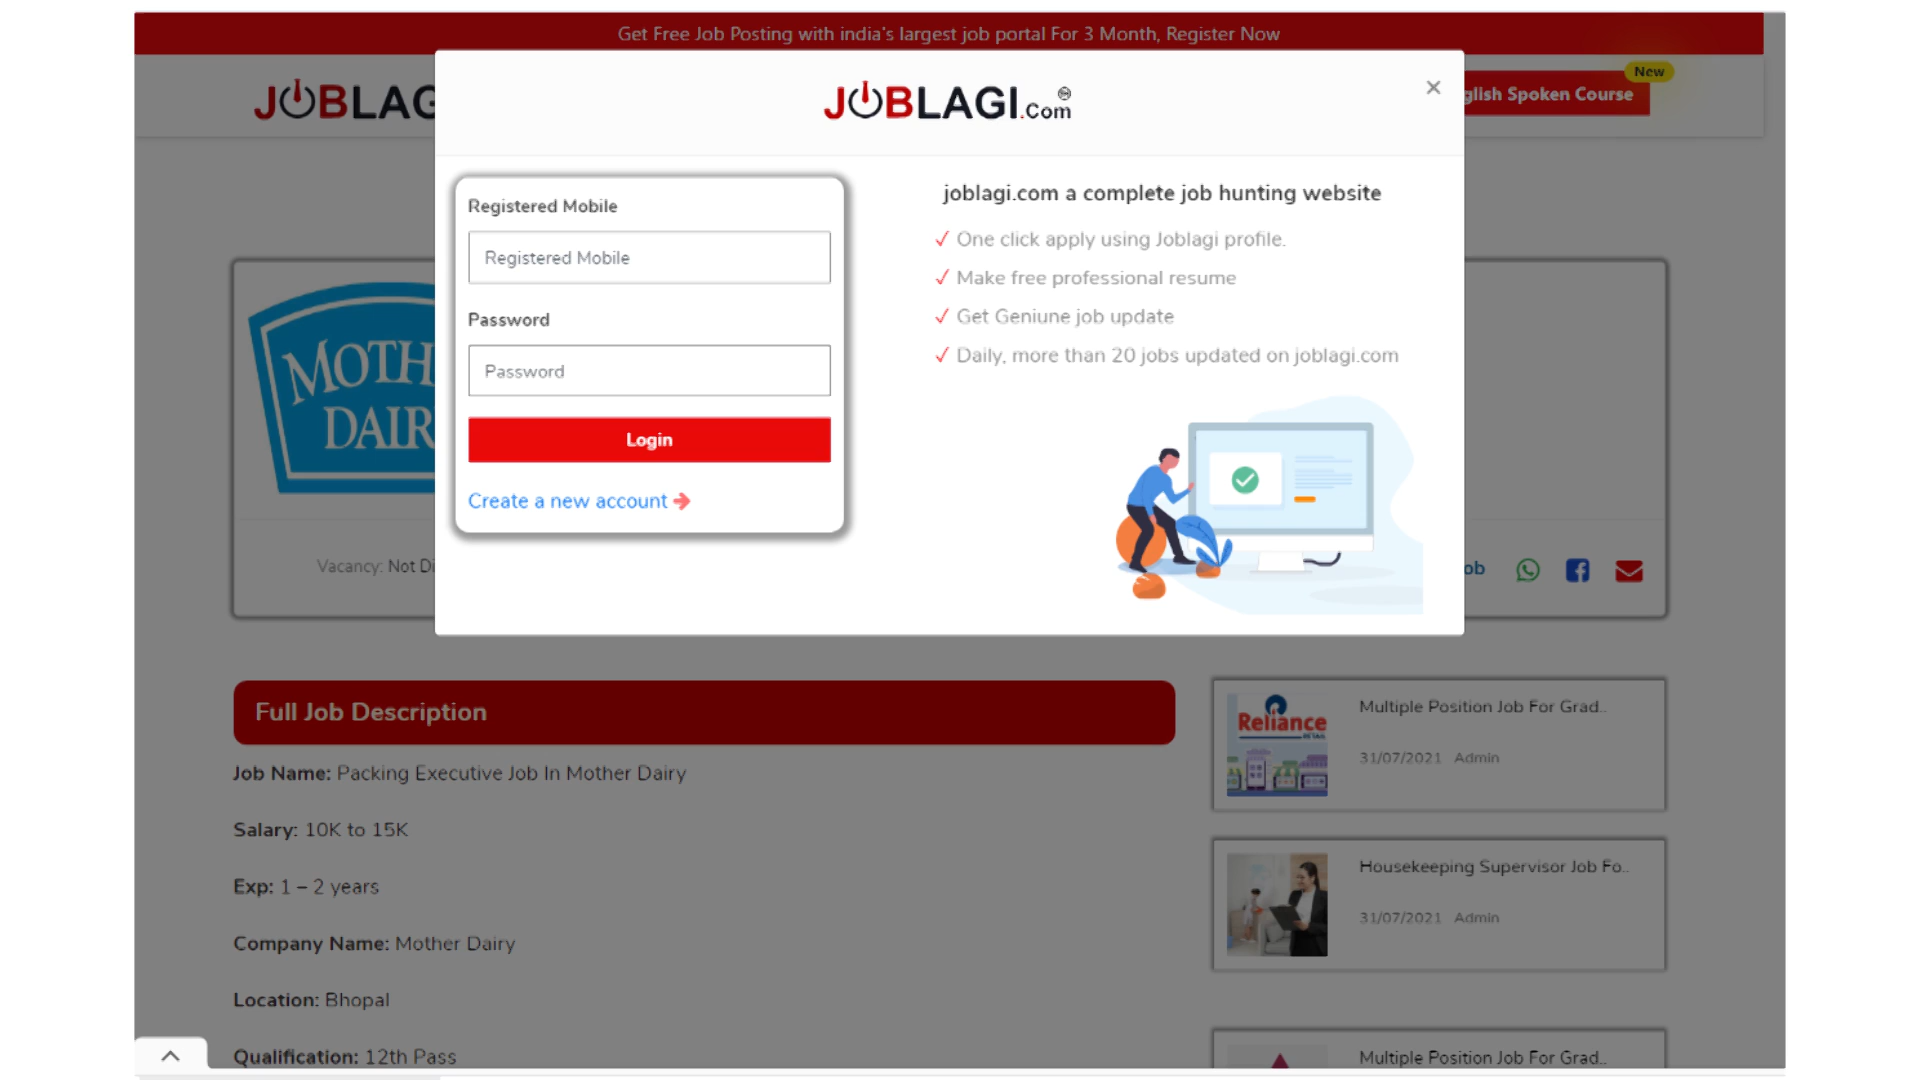 Get Free Job Posting with india's largest job portal For 3 Month, Register Now
JOBLAG
JOBLAGI.com
×
New
glish Spoken Course
Registered Mobile
Registered Mobile
Password
Password
Login
Create a new account
joblagi.com a complete job hunting website
One click apply using Joblagi profile.
Make free professional resume
Get Geniune job update
Daily, more than 20 jobs updated on joblagi.com
MOTH
DAIR
Vacancy: Not Di
ob
Full Job Description
Job Name: Packing Executive Job In Mother Dairy
Salary: 10K to 15K
Exp: 1 – 2 years
Company Name: Mother Dairy
Location: Bhopal
Qualification: 12th Pass
Reliance
RETAIL
Multiple Position Job For Grad..
31/07/2021 Admin
Housekeeping Supervisor Job Fo..
31/07/2021 Admin
Multiple Position Job For Grad..